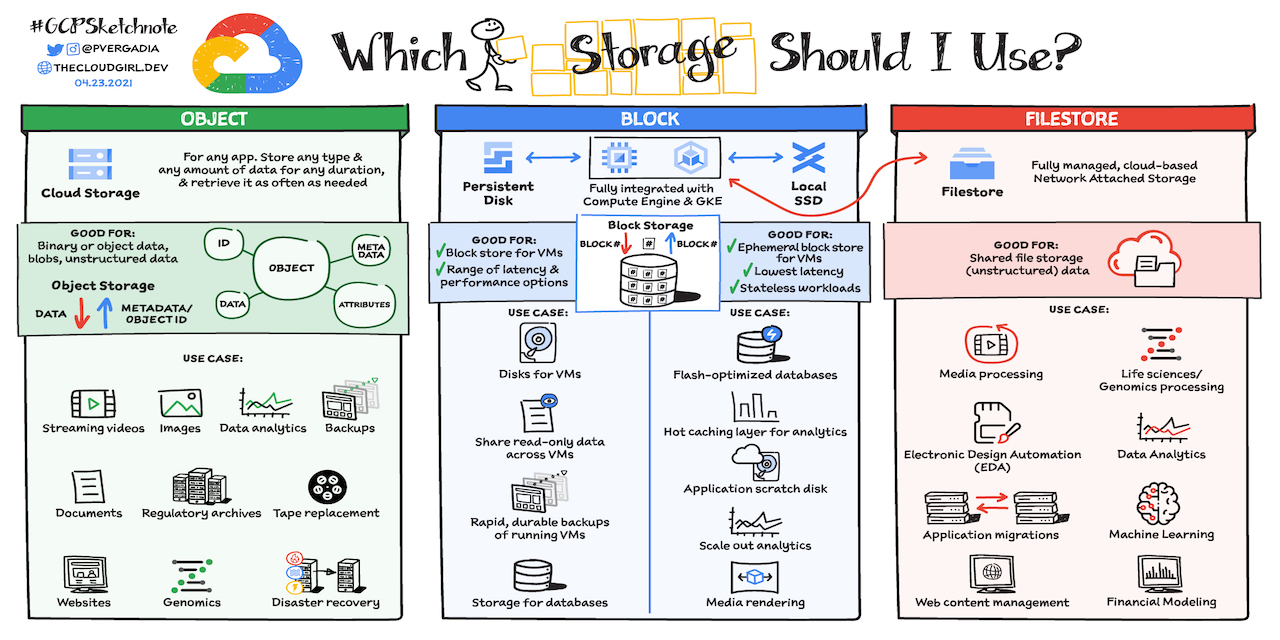 #GCPSketchnote
@PVERGADIA
THECLOUDGIRL.DEV
04.23.2021
Which Storage Should I Use?
OBJECT
Cloud Storage
For any app. Store any type &
any amount of data for any duration,
& retrieve it as often as needed
GOOD FOR:
Binary or object data,
blobs, unstructured data
Object Storage
DATA
METADATA/
OBJECT ID
ID
META
DATA
OBJECT
DATA
ATTRIBUTES
USE CASE:
Streaming videos
Images
Data analytics
Backups
Documents
Regulatory archives
Tape replacement
Websites
Genomics
Disaster recovery
BLOCK
Persistent
Disk
Fully integrated with
Compute Engine & GKE
Local
SSD
GOOD FOR:
Block store for VMs
Range of latency &
performance options
Block Storage
BLOCK#
#
BLOCK#
# # #
# # #
# # #
GOOD FOR:
Ephemeral block store
for VMs
Lowest latency
Stateless workloads
USE CASE:
Disks for VMs
Share read-only data
across VMs
Rapid, durable backups
of running VMs
Storage for databases
USE CASE:
Flash-optimized databases
Hot caching layer for analytics
Application scratch disk
Scale out analytics
Media rendering
FILESTORE
Filestore
Fully managed, cloud-based
Network Attached Storage
GOOD FOR:
Shared file storage
(unstructured) data
USE CASE:
Media processing
Life sciences/
Genomics processing
Electronic Design Automation
(EDA)
Data Analytics
Application migrations
Machine Learning
Web content management
Financial Modeling